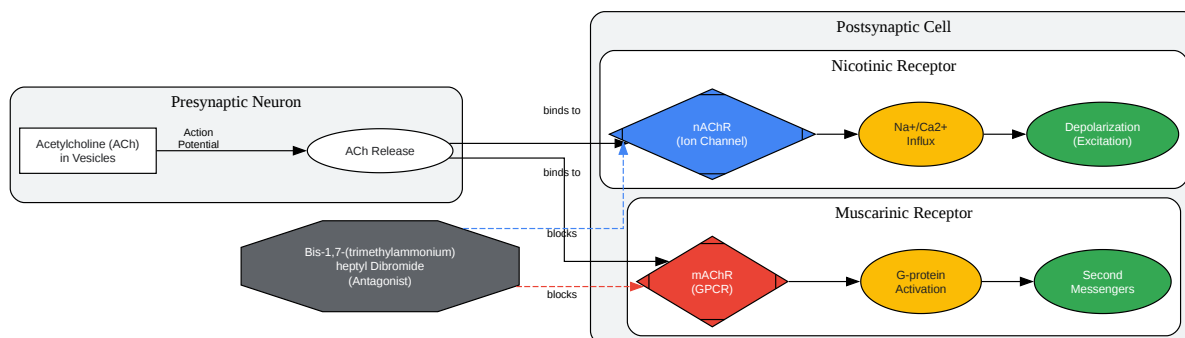 Postsynaptic Cell
Nicotinic Receptor
Presynaptic Neuron
Acetylcholine (ACh)
in Vesicles
Action
Potential
ACh Release
binds to
binds to
nAChR
(Ion Channel)
Na+/Ca2+
Influx
Depolarization
(Excitation)
Muscarinic Receptor
Bis-1,7-(trimethylammonium)
heptyl Dibromide
(Antagonist)
blocks
blocks
mAChR
(GPCR)
G-protein
Activation
Second
Messengers